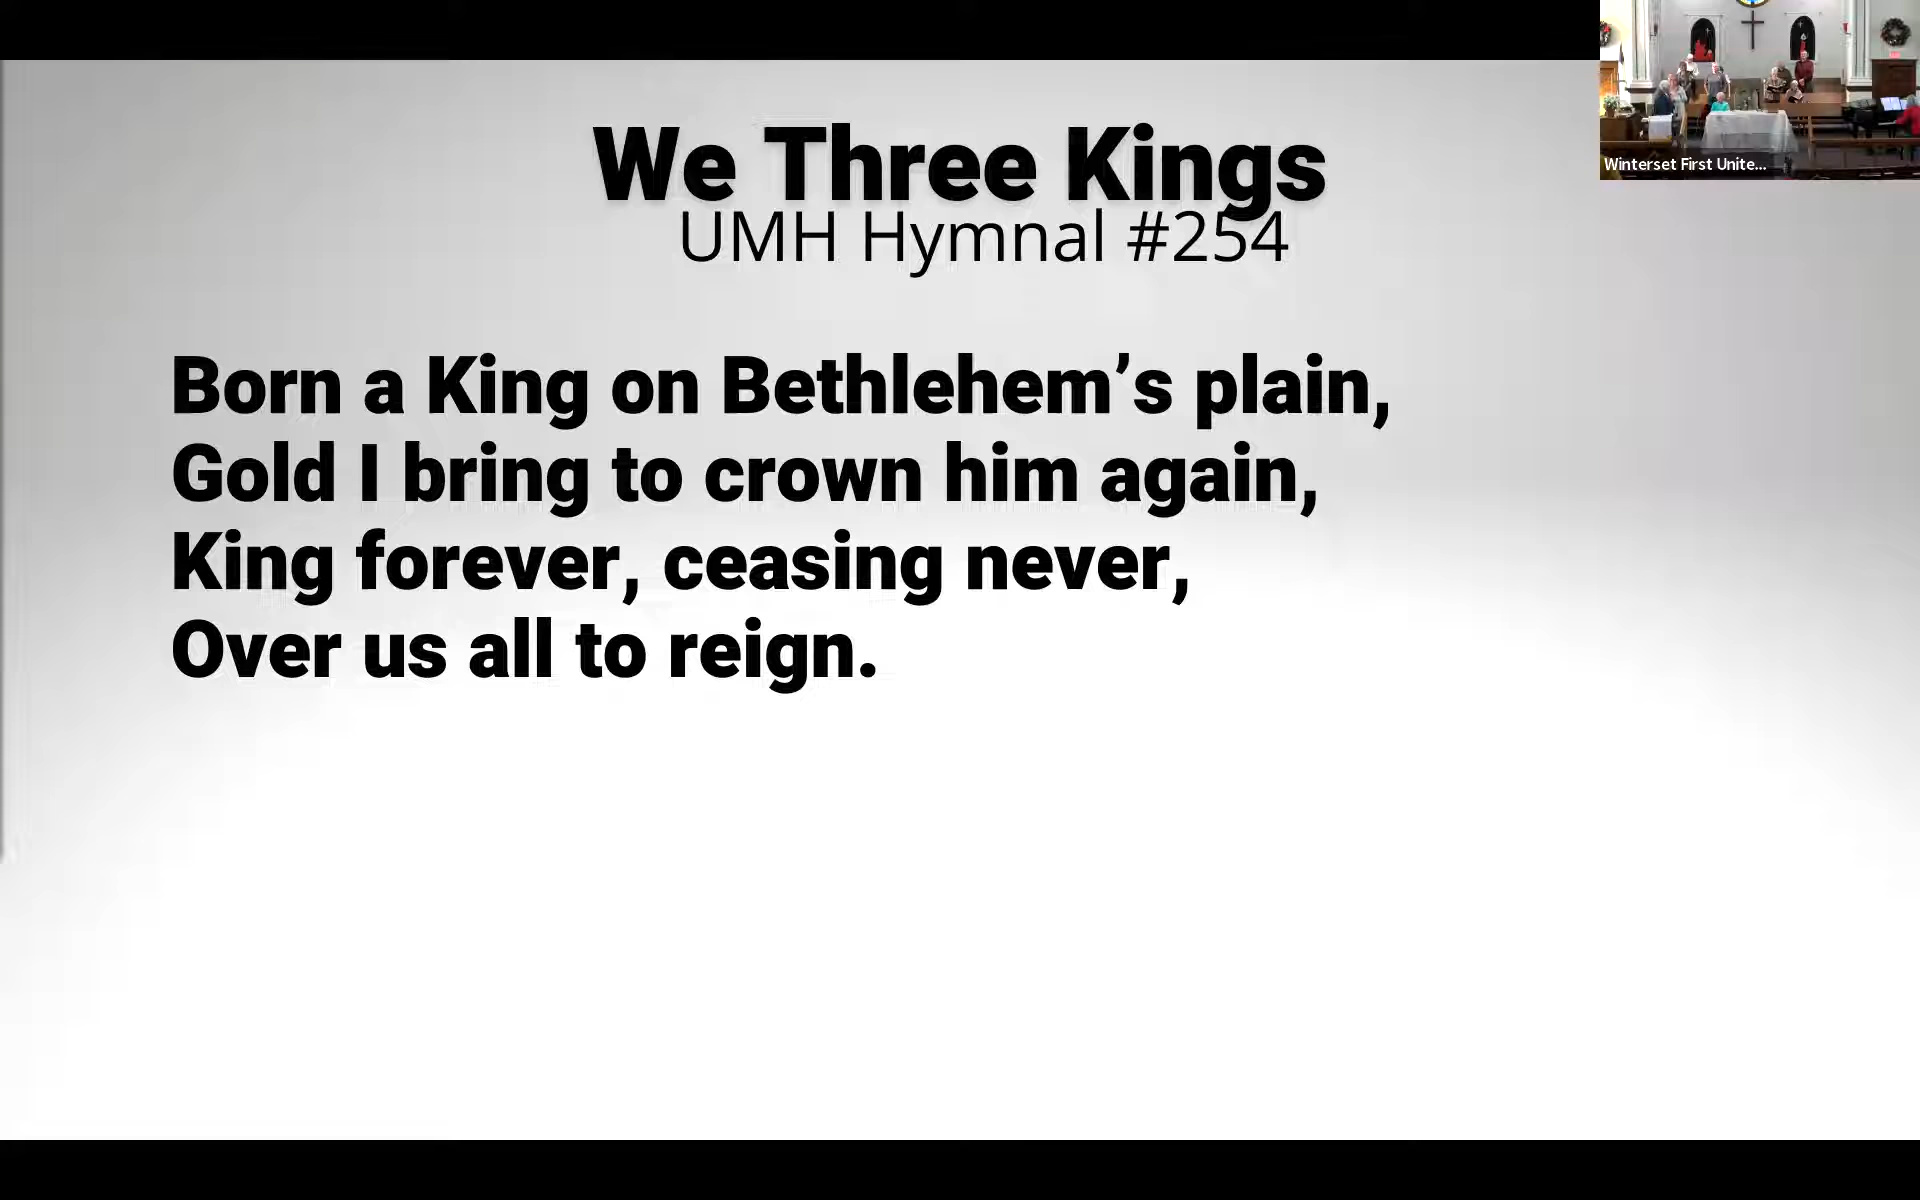 We Three Kings
UMH Hymnal #254
Born a King on Bethlehem’s plain,
Gold I bring to crown him again,
King forever, ceasing never,
Over us all to reign.
Winterset First Unite...